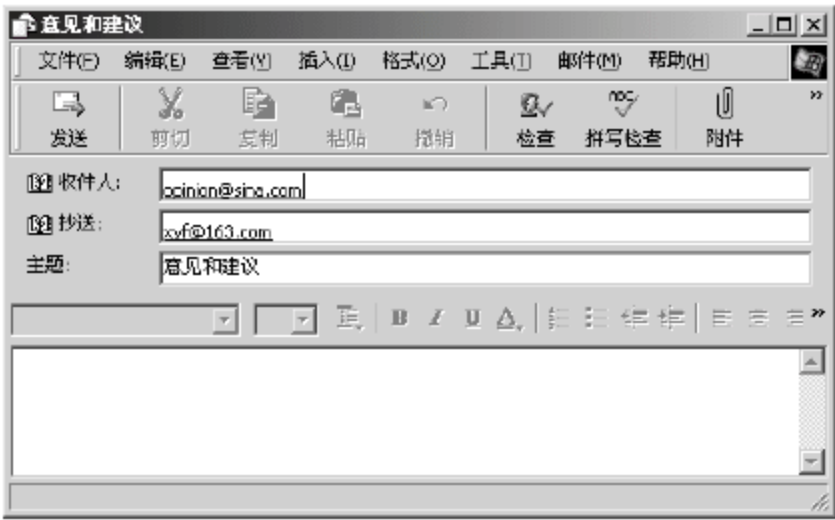 意见和建议
文件(F) 编辑(E) 查看(V) 插入(I) 格式(O) 工具(T) 邮件(M) 帮助(H)
发送 剪切 复制 粘贴 撤销 检查 拼写检查 附件
收件人: opinion@sina.com
抄送: xyf@163.com
主题: 意见和建议
B I U A